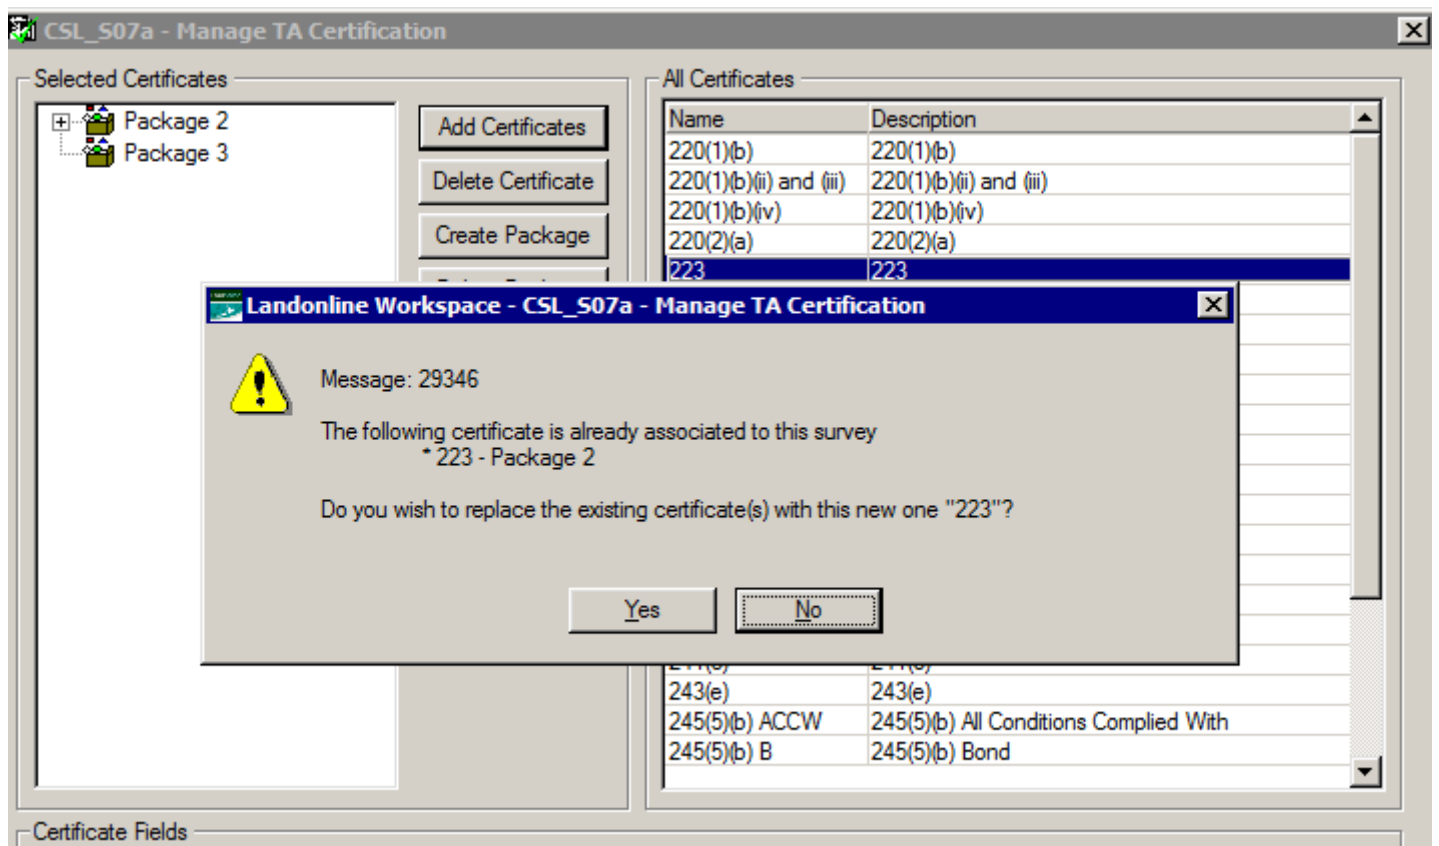 CSL_S07a - Manage TA Certification
Selected Certificates
Package 2
Package 3
Add Certificates
Delete Certificate
Create Package
All Certificates
Name Description
220(1)(b) 220(1)(b)
220(1)(b)(ii) and (iii) 220(1)(b)(ii) and (iii)
220(1)(b)(iv) 220(1)(b)(iv)
220(2)(a) 220(2)(a)
223 223
Landonline Workspace - CSL_S07a - Manage TA Certification
Message: 29346
The following certificate is already associated to this survey
* 223 - Package 2
Do you wish to replace the existing certificate(s) with this new one "223"?
Yes No
243(e) 243(e)
245(5)(b) ACCW 245(5)(b) All Conditions Complied With
245(5)(b) B 245(5)(b) Bond
Certificate Fields